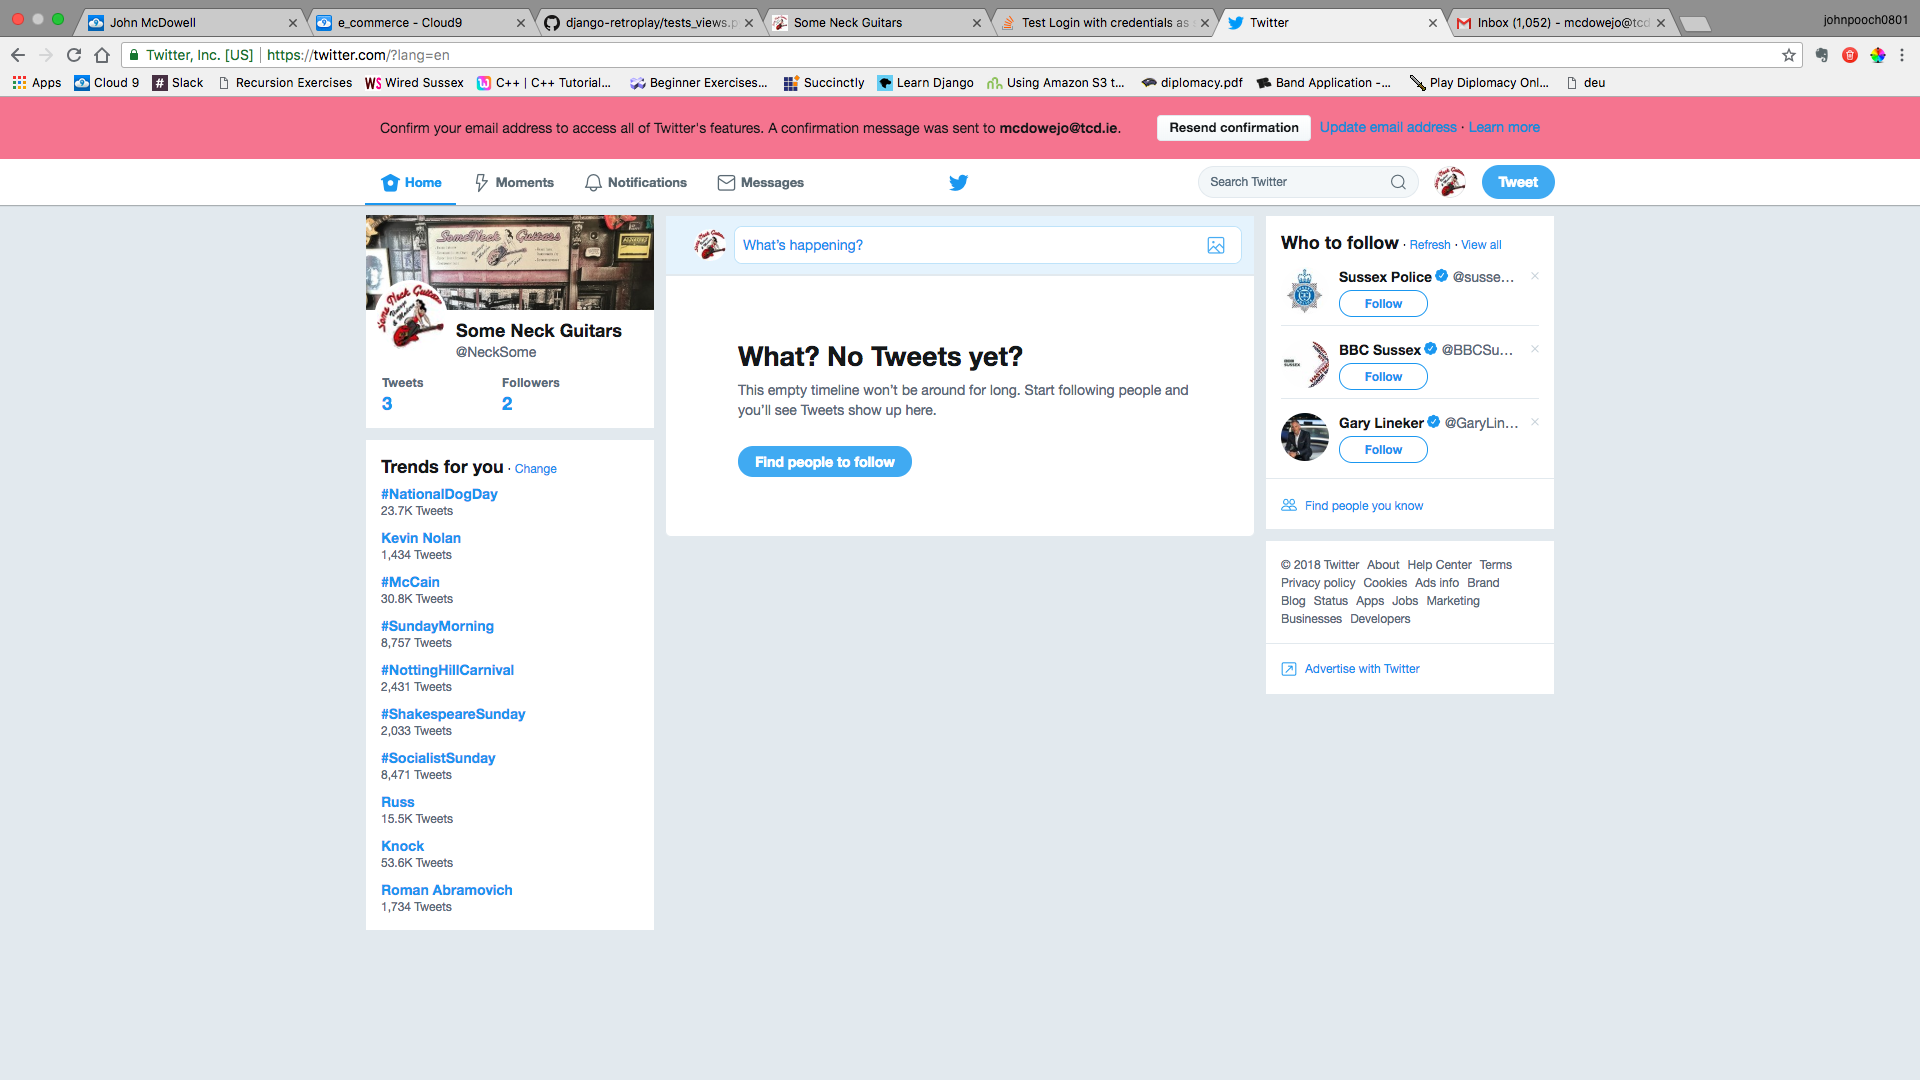 John McDowell
e_commerce - Cloud9
django-retroplay/tests_views.p
Some Neck Guitars
Test Login with credentials as
Twitter
Inbox (1,052) - mcdowejo@tcd
johnpooch0801
Twitter, Inc. [US] | https://twitter.com/?lang=en
Apps Cloud 9 Slack Recursion Exercises Wired Sussex C++ | C++ Tutorial... Beginner Exercises... Succinctly Learn Django Using Amazon S3 t... diplomacy.pdf Band Application -... Play Diplomacy Onl... deu
Confirm your email address to access all of Twitter's features. A confirmation message was sent to mcdowejo@tcd.ie.
Resend confirmation
Update email address · Learn more
Home Moments Notifications Messages
Search Twitter
Tweet
SomeNeck Guitars
Some Neck Guitars
@NeckSome
Tweets
3
Followers
2
Trends for you · Change
#NationalDogDay
23.7K Tweets
Kevin Nolan
1,434 Tweets
#McCain
30.8K Tweets
#SundayMorning
8,757 Tweets
#NottingHillCarnival
2,431 Tweets
#ShakespeareSunday
2,033 Tweets
#SocialistSunday
8,471 Tweets
Russ
15.5K Tweets
Knock
53.6K Tweets
Roman Abramovich
1,734 Tweets
What's happening?
What? No Tweets yet?
This empty timeline won't be around for long. Start following people and
you'll see Tweets show up here.
Find people to follow
Who to follow · Refresh · View all
Sussex Police @susse...
Follow
BBC Sussex @BBCSu...
Follow
Gary Lineker @GaryLin...
Follow
Find people you know
© 2018 Twitter About Help Center Terms
Privacy policy Cookies Ads info Brand
Blog Status Apps Jobs Marketing
Businesses Developers
Advertise with Twitter